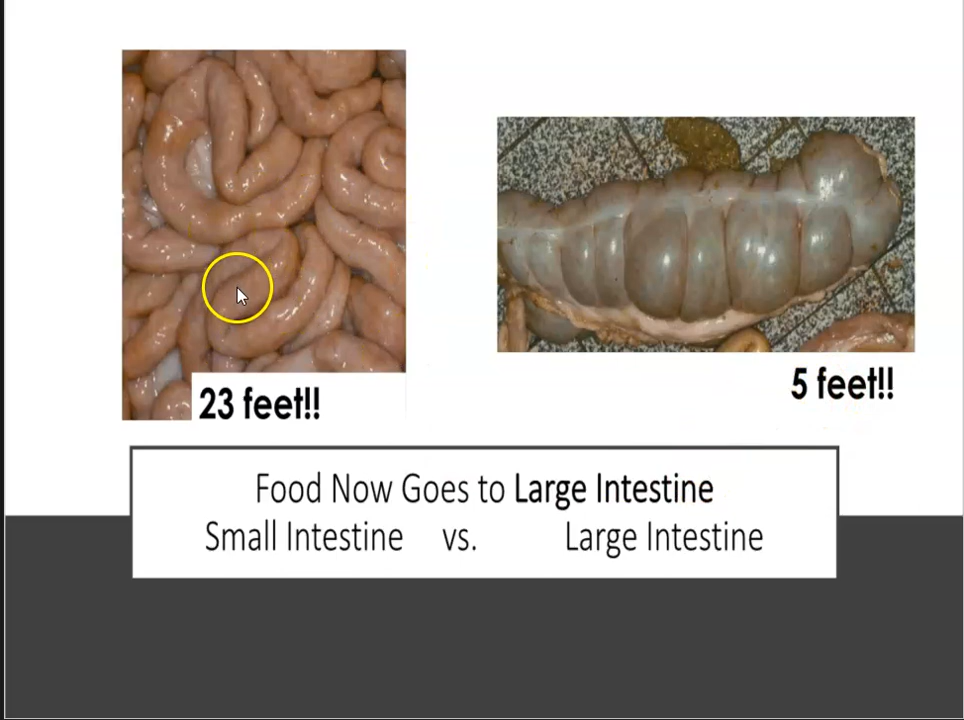 23 feet!!
5 feet!!
Food Now Goes to Large Intestine
Small Intestine vs. Large Intestine